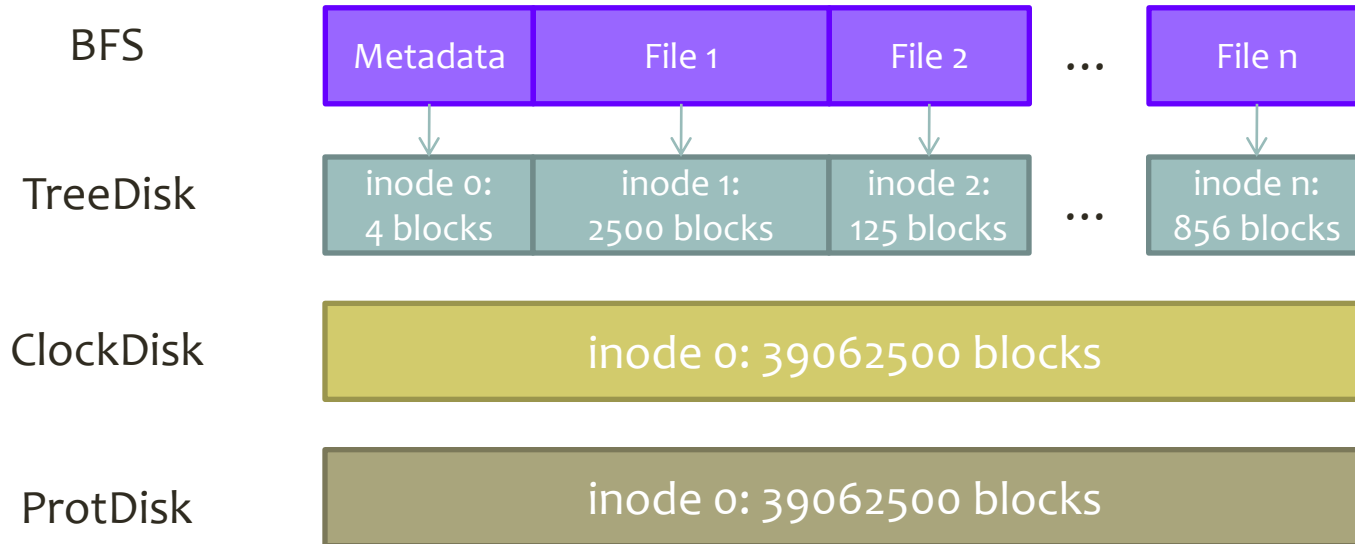 BFS
Metadata
File 1
File 2
...
File n
TreeDisk
inode 0:
4 blocks
inode 1:
2500 blocks
inode 2:
125 blocks
...
inode n:
856 blocks
ClockDisk
inode 0: 39062500 blocks
ProtDisk
inode 0: 39062500 blocks